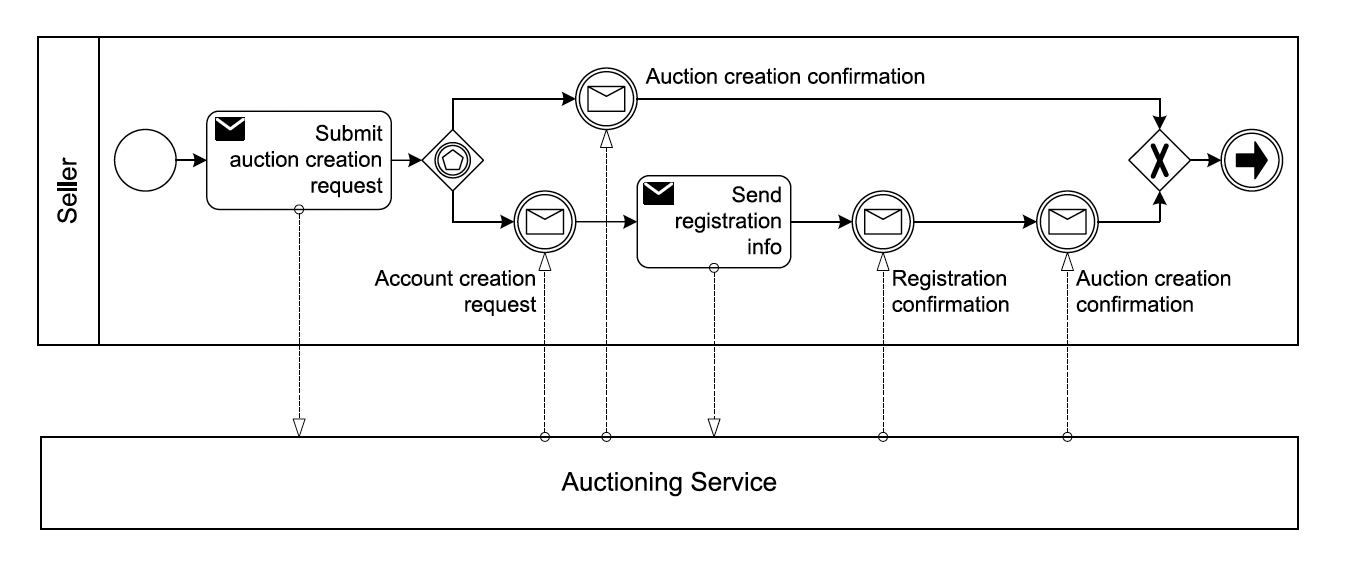 Seller
Submit
auction creation
request
Auction creation confirmation
Account creation
request
Send
registration
info
Registration
confirmation
Auction creation
confirmation
Auctioning Service